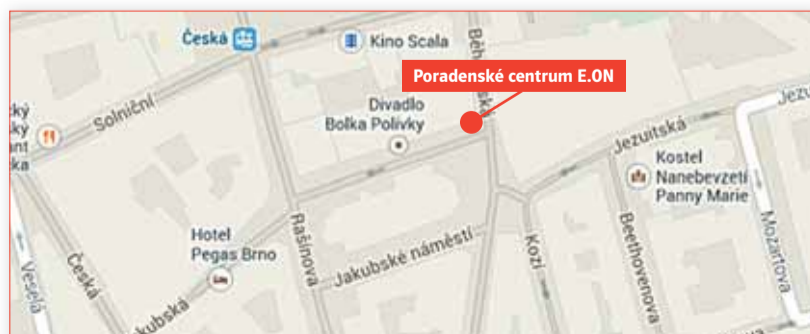 Česká
Kino Scala
Poradenské centrum E.ON
Solniční
Divadlo
Bolka Polívky
Jezuitská
Kostel
Nanebevzetí
Panny Marie
Hotel
Pegas Brno
Rašínova
Jakubské náměstí
Kozí
Beethovenova
Mozartova
Veselá
Česká